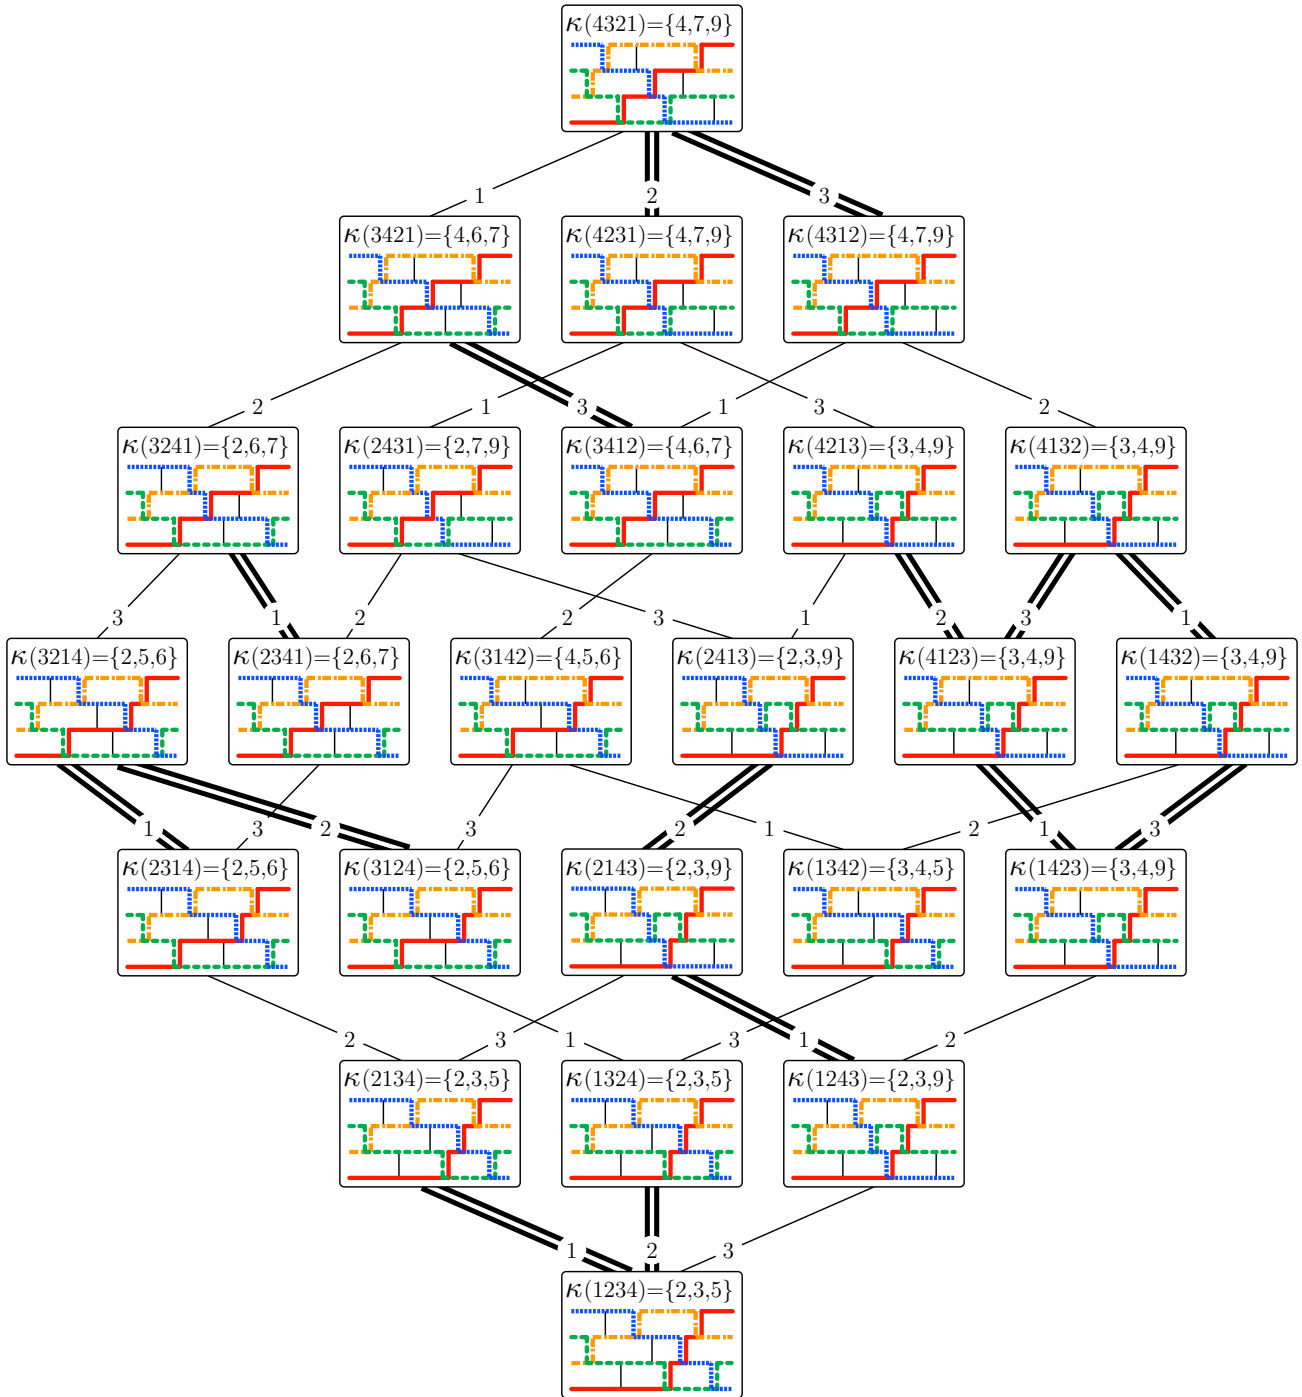 κ(4321)={4,7,9}
1 2 3
κ(3421)={4,6,7} κ(4231)={4,7,9} κ(4312)={4,7,9}
2 1 3 1 3 2
κ(3241)={2,6,7} κ(2431)={2,7,9} κ(3412)={4,6,7} κ(4213)={3,4,9} κ(4132)={3,4,9}
3 1 2 2 3 1 2 3 1
κ(3214)={2,5,6} κ(2341)={2,6,7} κ(3142)={4,5,6} κ(2413)={2,3,9} κ(4123)={3,4,9} κ(1432)={3,4,9}
1 3 2 3 2 1 2 1 3
κ(2314)={2,5,6} κ(3124)={2,5,6} κ(2143)={2,3,9} κ(1342)={3,4,5} κ(1423)={3,4,9}
2 3 1 3 1 2
κ(2134)={2,3,5} κ(1324)={2,3,5} κ(1243)={2,3,9}
1 2 3
κ(1234)={2,3,5}